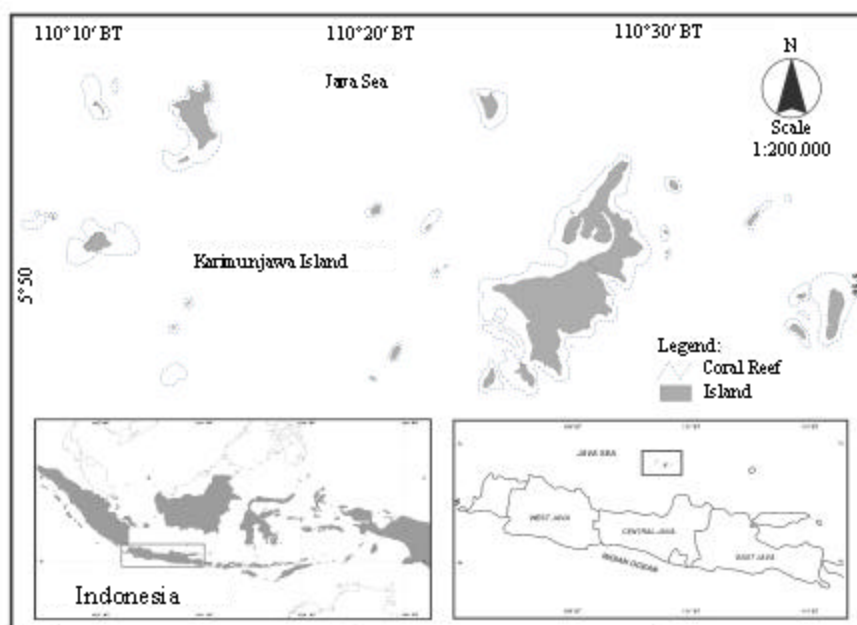 110°10' BT
110°20' BT
110°30' BT
Java Sea
N
Scale
1:200.000
5°50
Karimunjawa Island
Legend:
Coral Reef
Island
Indonesia
JAVA SEA
WEST JAVA
CENTRAL JAVA
EAST JAVA
INDIAN OCEAN